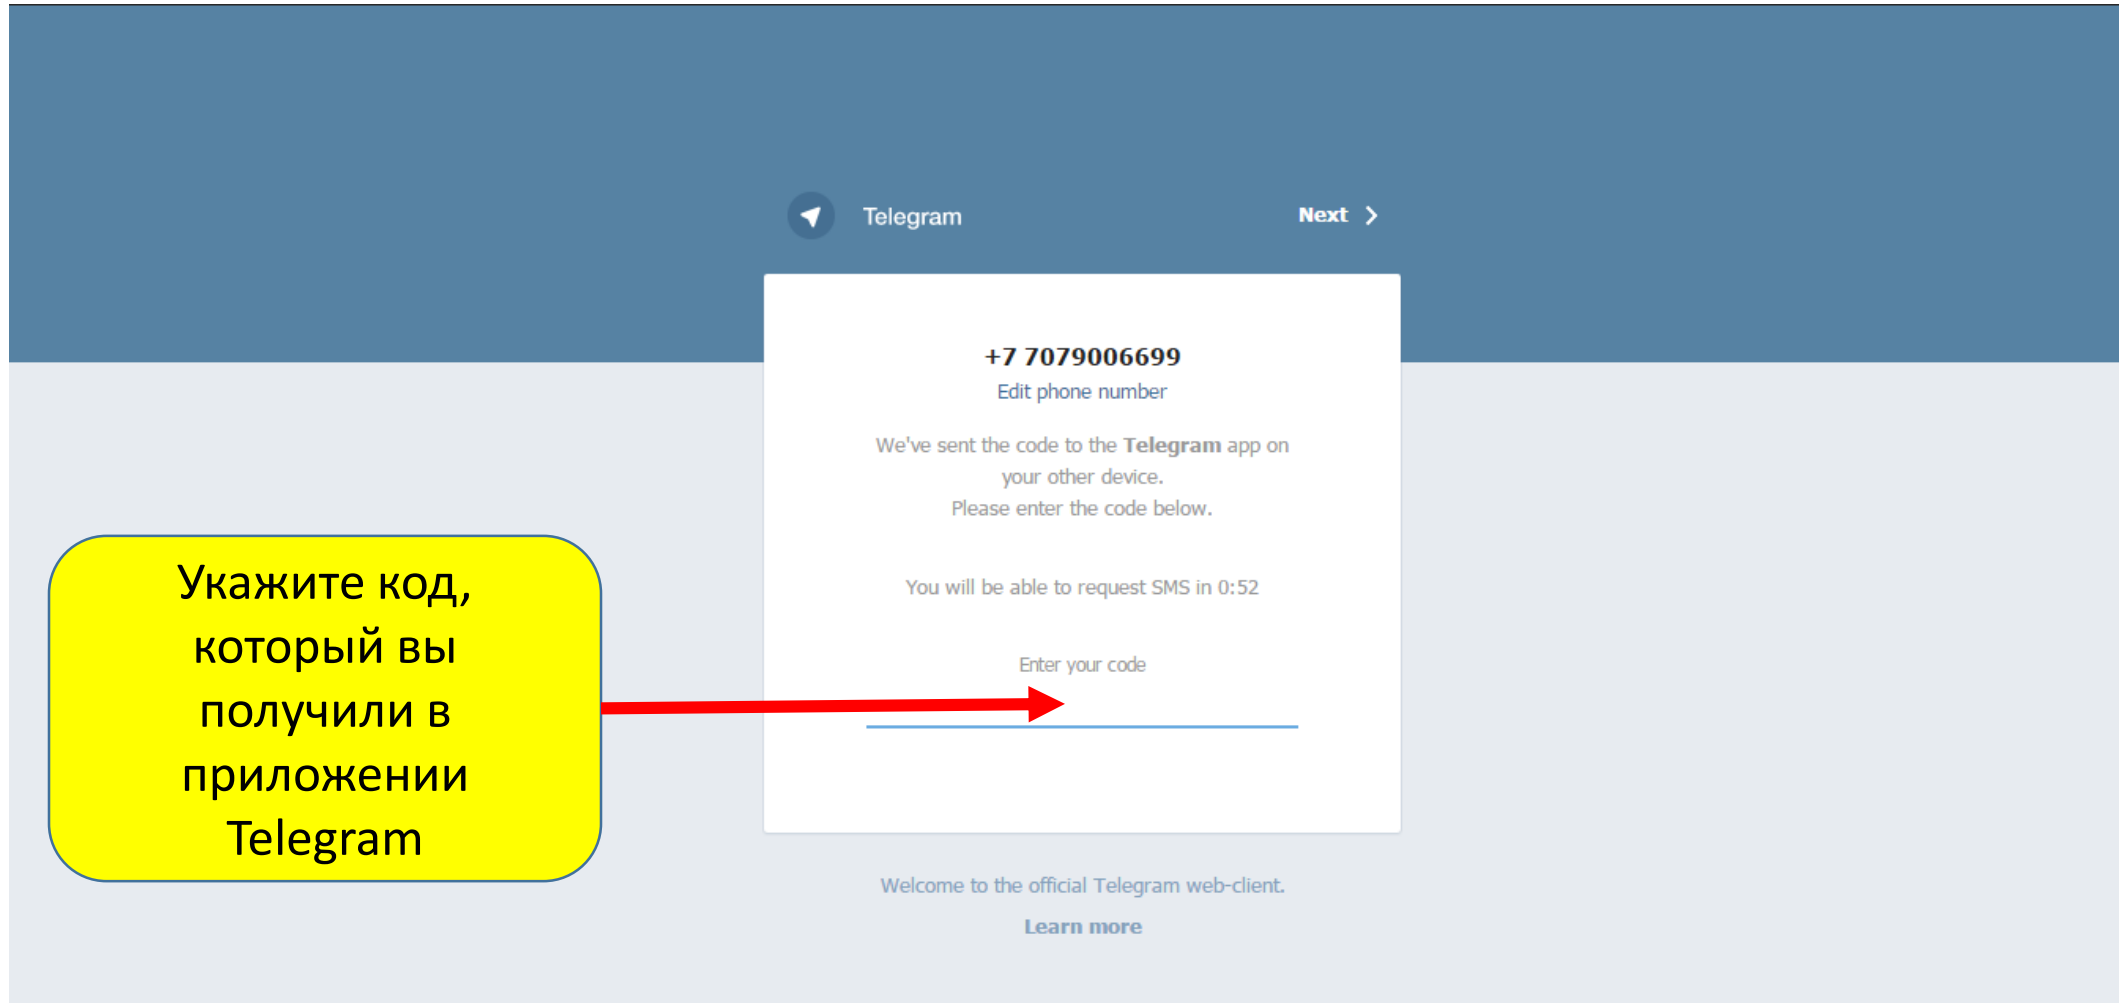 Telegram
Next
+7 7079006699
Edit phone number
We've sent the code to the Telegram app on
your other device.
Please enter the code below.
You will be able to request SMS in 0:52
Enter your code
Укажите код,
который вы
получили в
приложении
Telegram
Welcome to the official Telegram web-client.
Learn more